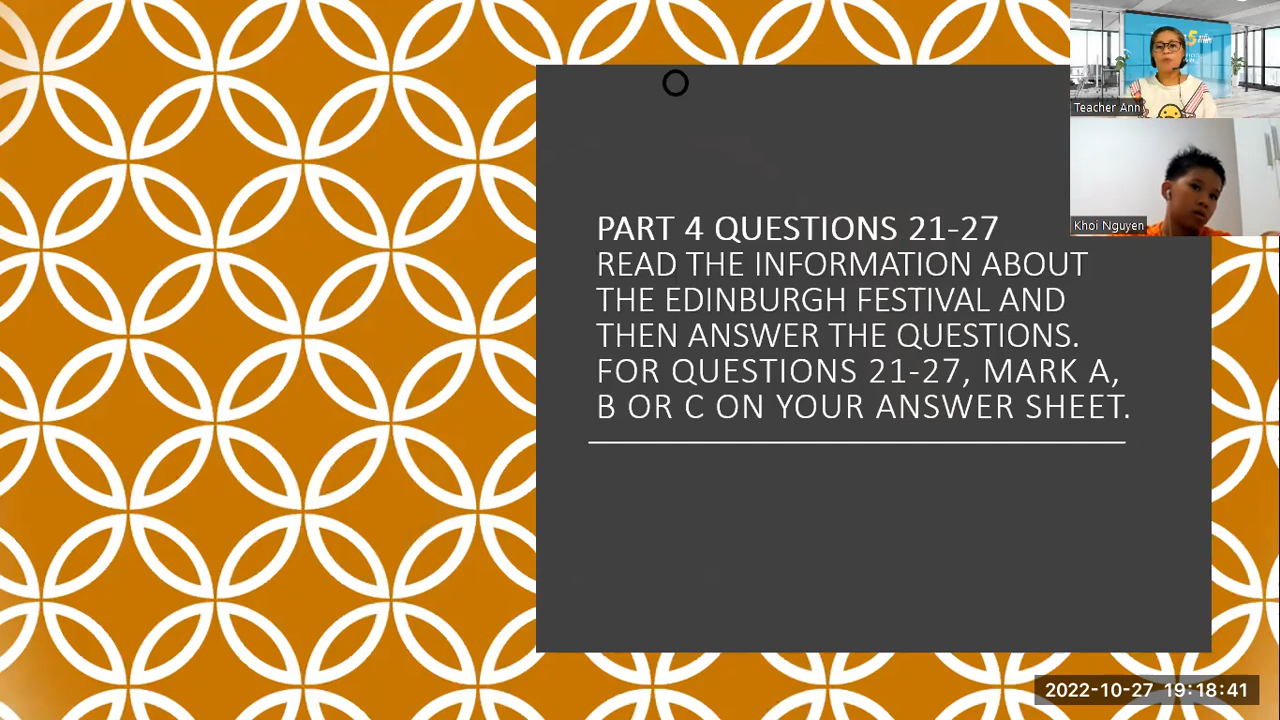 PART 4 QUESTIONS 21-27
READ THE INFORMATION ABOUT
THE EDINBURGH FESTIVAL AND
THEN ANSWER THE QUESTIONS.
FOR QUESTIONS 21-27, MARK A,
B OR C ON YOUR ANSWER SHEET.
Teacher Ann
Khoi Nguyen
2022-10-27 19:18:41